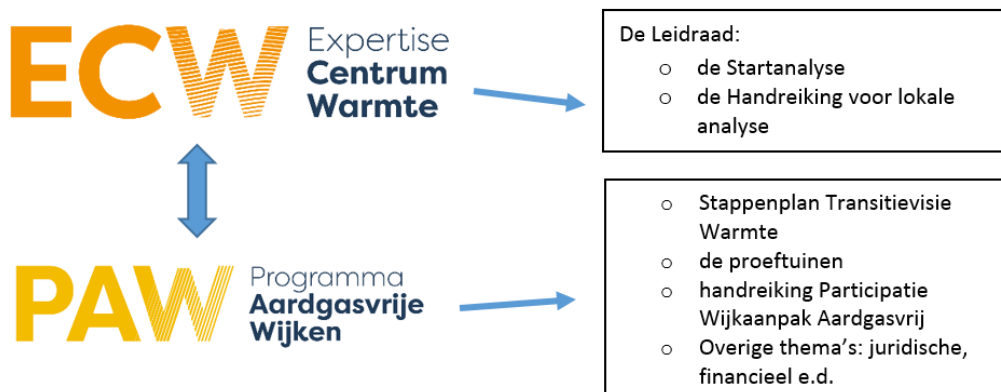 ECW
Expertise
Centrum
Warmte
De Leidraad:
o de Startanalyse
o de Handreiking voor lokale
analyse
PAW
Programma
Aardgasvrije
Wijken
o Stappenplan Transitievisie
Warmte
o de proeftuinen
o handreiking Participatie
Wijkaanpak Aardgasvrij
o Overige thema's: juridische,
financieel e.d.